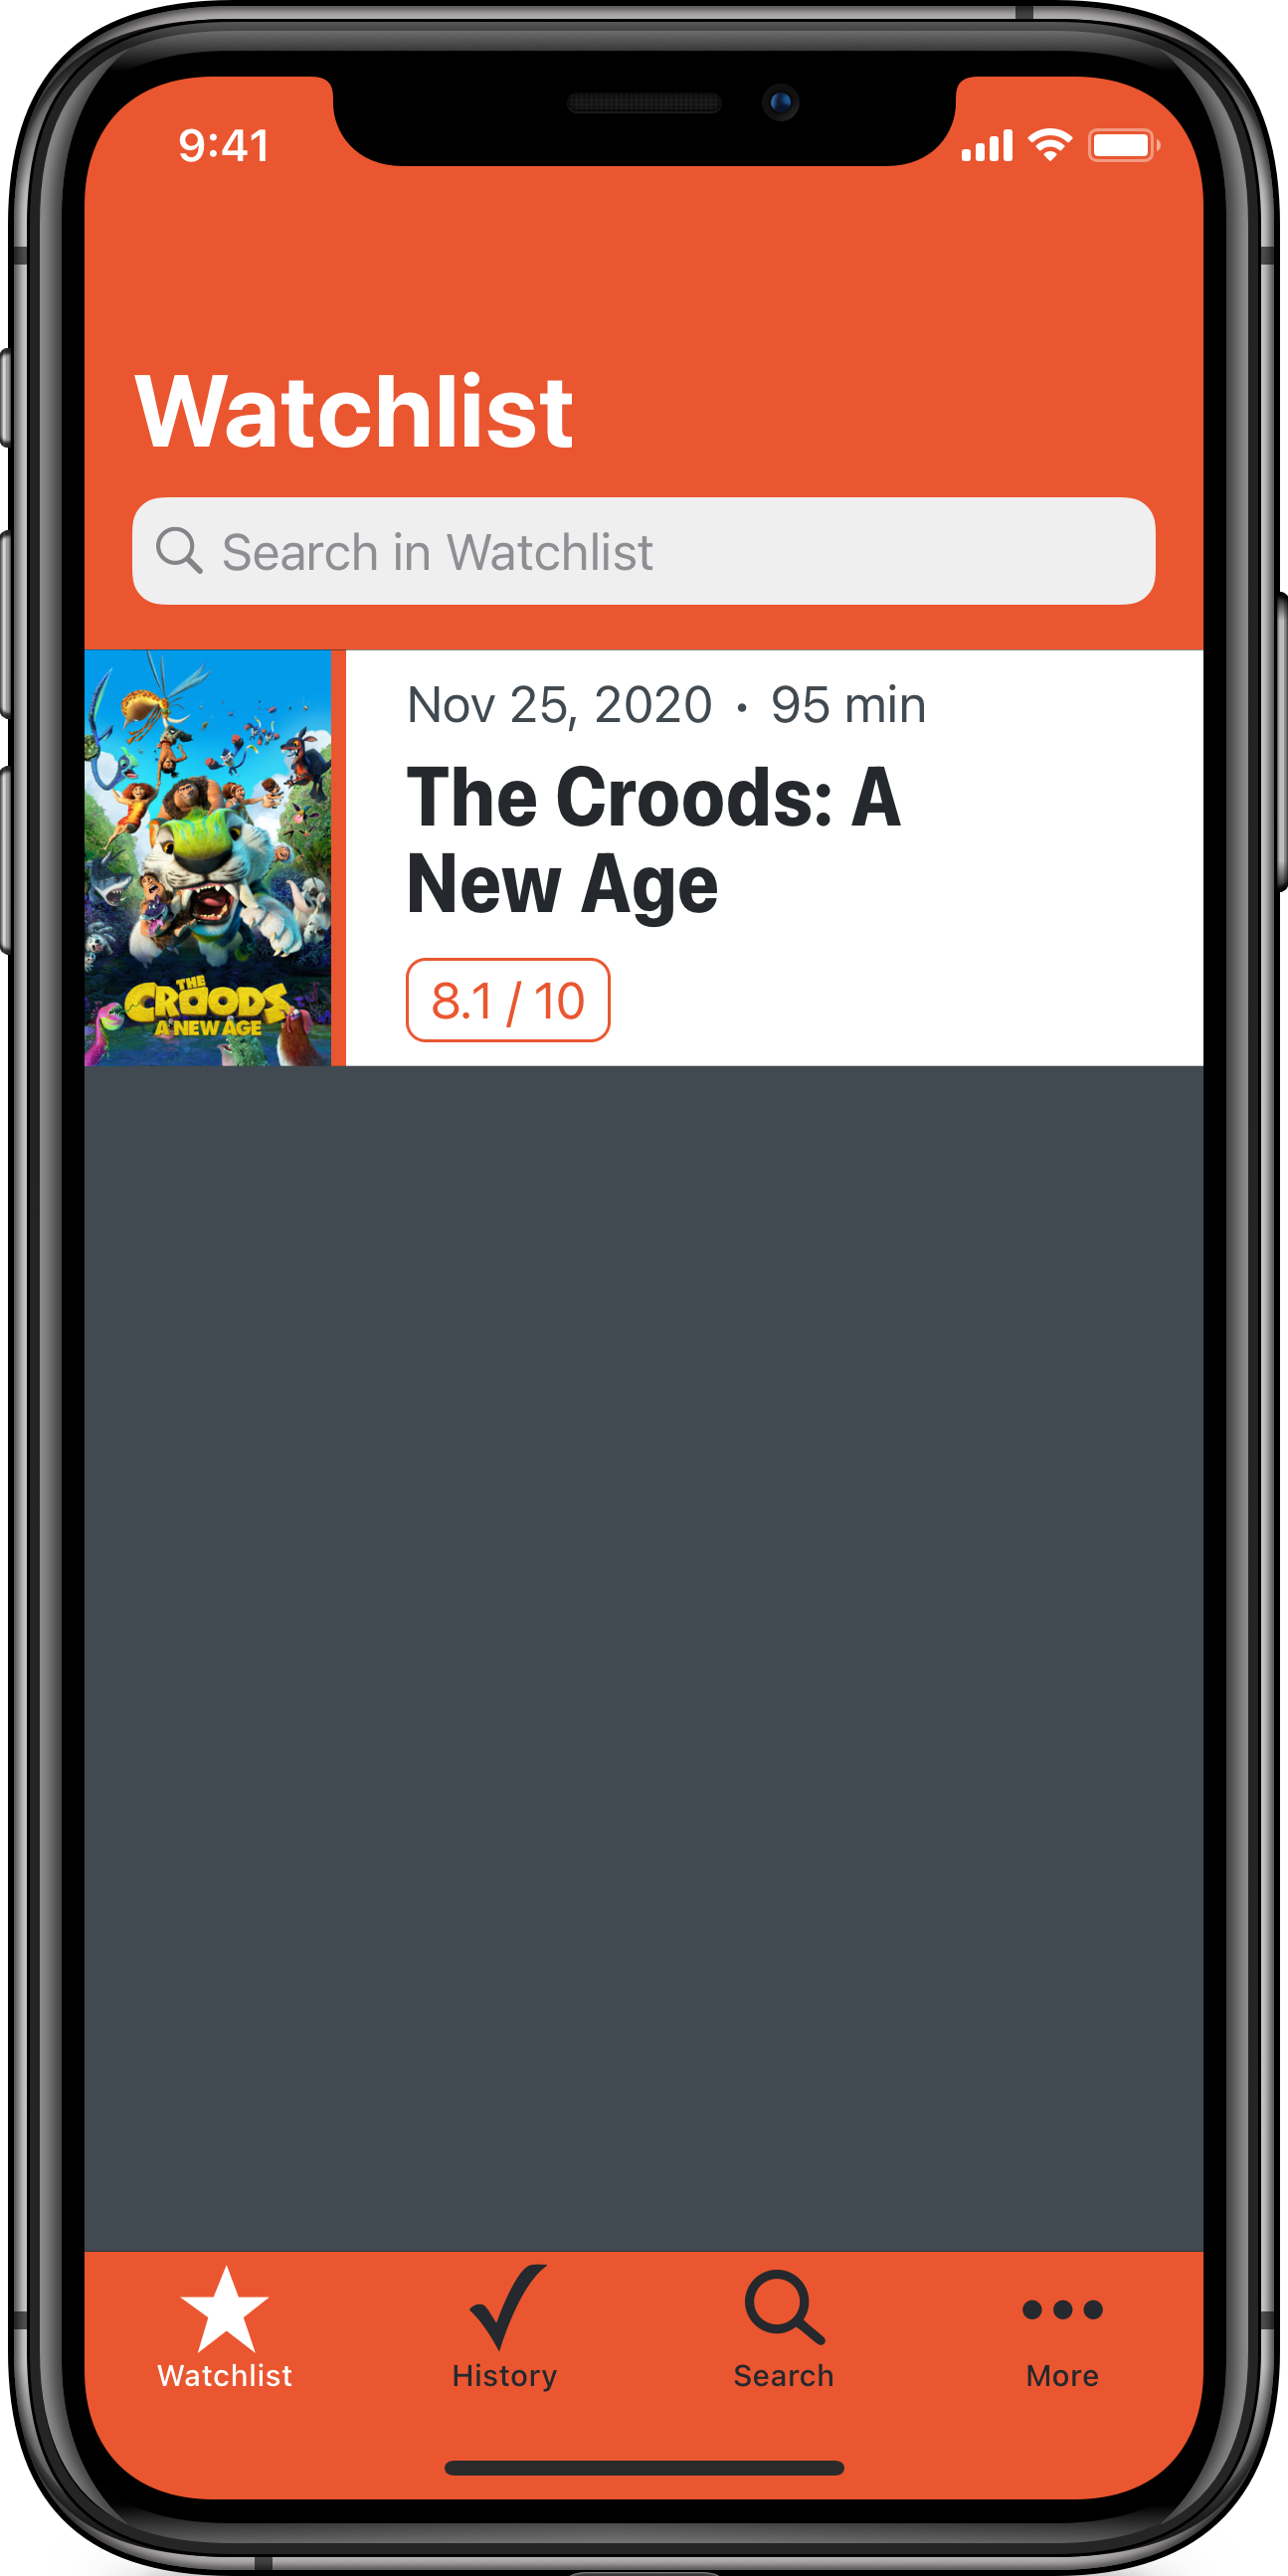 9:41
Watchlist
Search in Watchlist
Nov 25, 2020 · 95 min
The Croods: A
New Age
8.1 / 10
THE
CROODS
A NEW AGE
Watchlist
History
Search
More